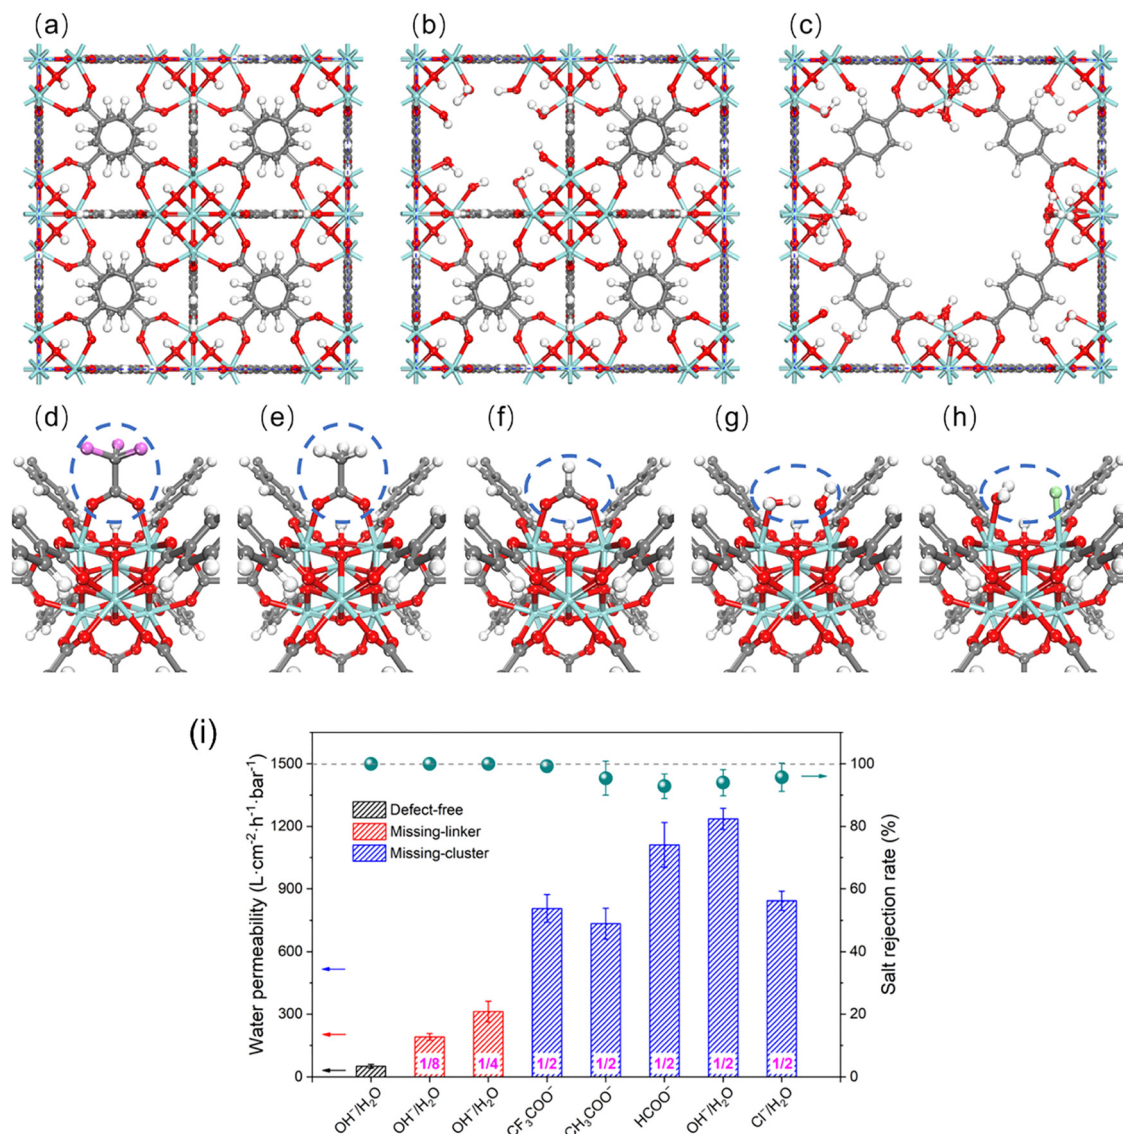 (a)
(b)
(c)
(d)
(e)
(f)
(g)
(h)
(i)
Water permeability (L·cm⁻²·h⁻¹·bar⁻¹)
1500
1200
900
600
300
0
Defect-free
Missing-linker
Missing-cluster
1/8
1/4
1/2
1/2
1/2
1/2
1/2
100
80
60
40
20
0
Salt rejection rate (%)
OH⁻/H₂O
OH⁻/H₂O
OH⁻/H₂O
CF₃COO⁻
CH₃COO⁻
HCOO⁻
OH⁻/H₂O
Cl⁻/H₂O